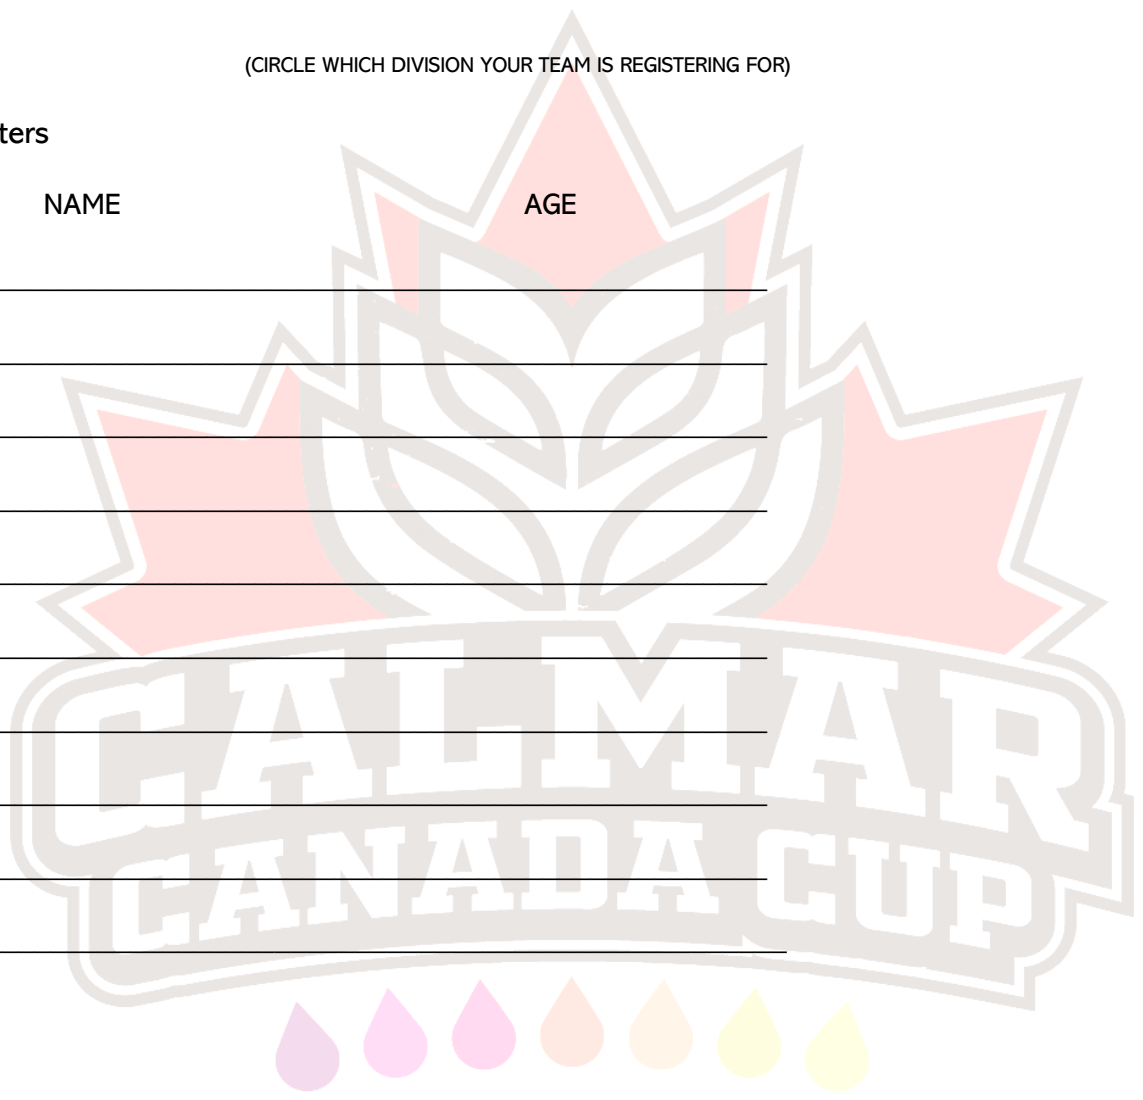 (CIRCLE WHICH DIVISION YOUR TEAM IS REGISTERING FOR)
ters
NAME AGE
CALMAR
CANADA CUP